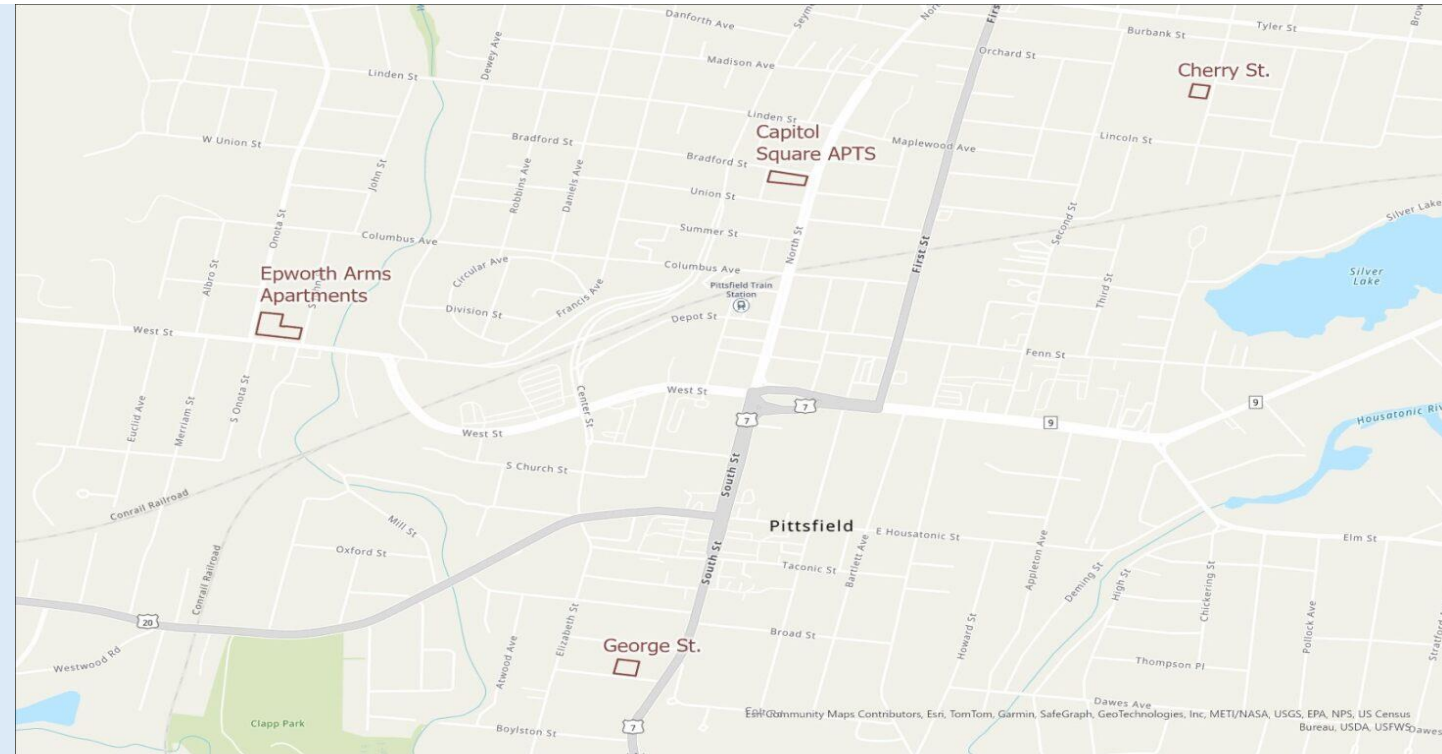 Danforth Ave
Burbank St
Tyler St
Dewey Ave
Madison Ave
Orchard St
Linden St
Cherry St.
Linden St
Capitol
Square APTS
W Union St
Bradford St
Bradford St
Maplewood Ave
Lincoln St
John St
Robbins Ave
Daniels Ave
Union St
Onota St
Columbus Ave
Summer St
North St
First St
Second St
Silver Lake
Albro St
Epworth Arms
Apartments
Circular Ave
Columbus Ave
Pittsfield Train
Station
Third St
Silver
Lake
Division St
Francis Ave
Depot St
West St
Fenn St
Center St
West St
7
7
9
9
Euclid Ave
Merriam St
S Onota St
West St
Housatonic
S Church St
South St
Conrail Railroad
Mill St
Pittsfield
E Housatonic St
Elm St
Oxford St
South St
Taconic St
Bartlett Ave
Appleton Ave
Deming St
High St
Chickering St
Conrail Railroad
20
Elizabeth St
Broad St
Howard St
Pollock Ave
Westwood Rd
Atwood Ave
George St.
Thompson Pl
Clapp Park
Boylston St
7
Dawes Ave
Esri Community Maps Contributors, Esri, TomTom, Garmin, SafeGraph, GeoTechnologies, Inc, METI/NASA, USGS, EPA, NPS, US Census
Bureau, USDA, USFWS
Dawes